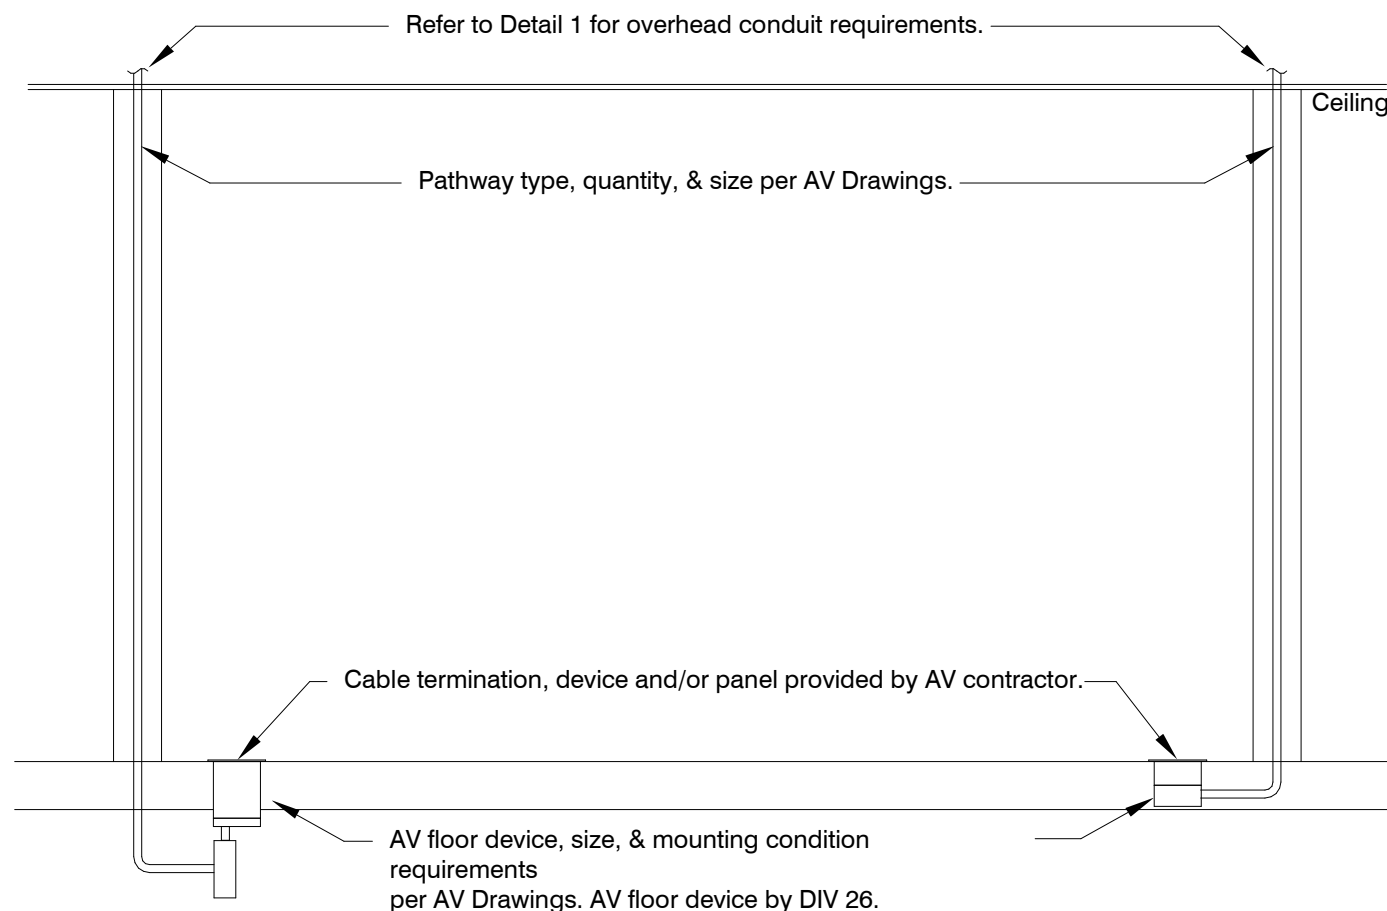 Refer to Detail 1 for overhead conduit requirements.
Ceiling
Pathway type, quantity, & size per AV Drawings.
Cable termination, device and/or panel provided by AV contractor.
AV floor device, size, & mounting condition
requirements
per AV Drawings. AV floor device by DIV 26.